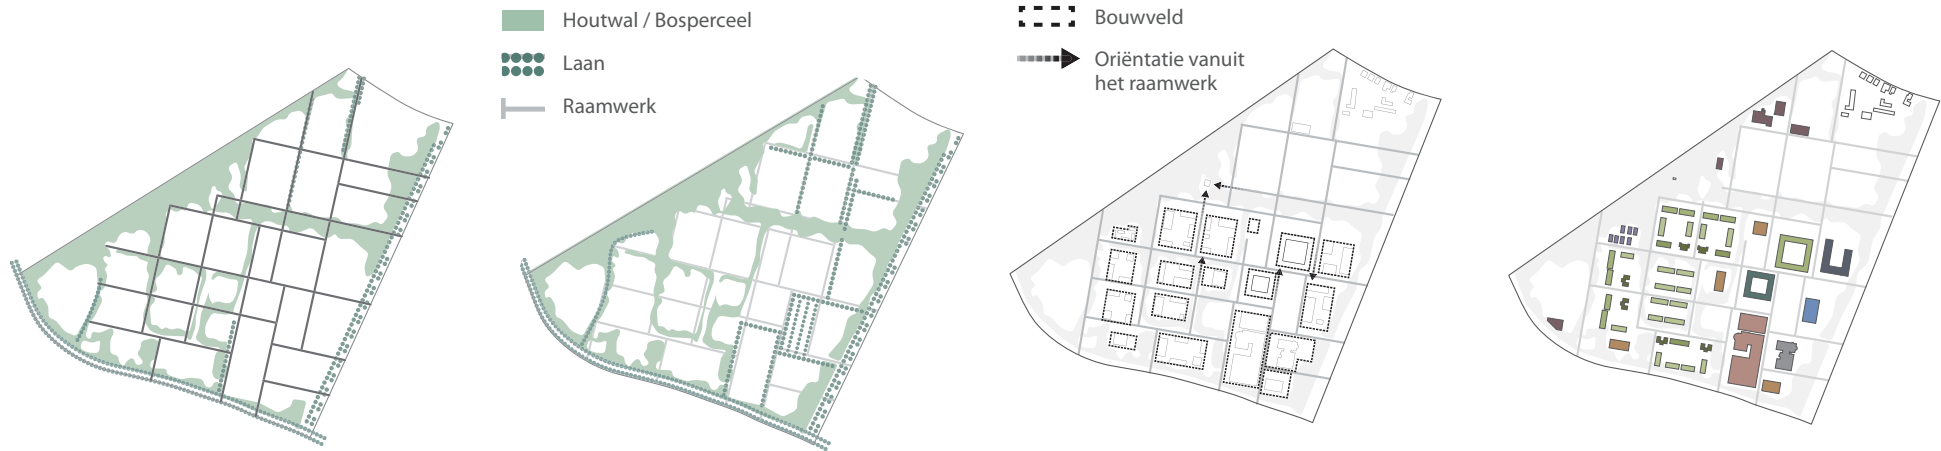 Houtwal / Bosperceel
Laan
Raamwerk
Bouwveld
Oriëntatie vanuit
het raamwerk